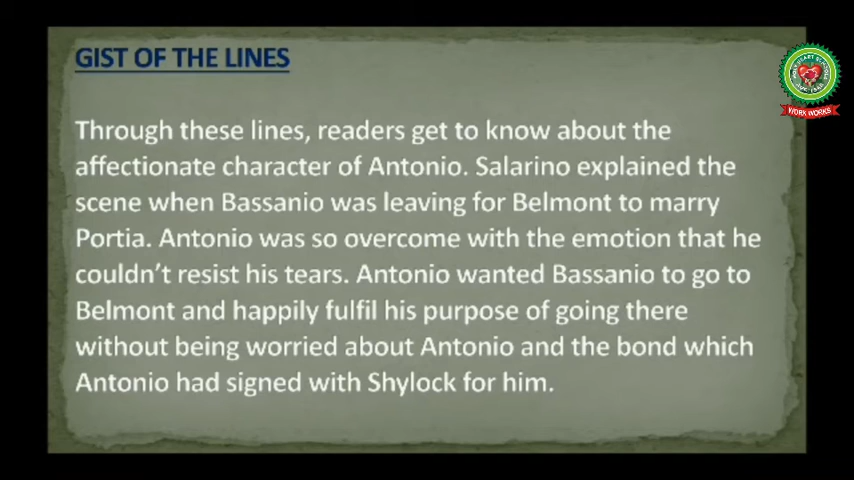 GIST OF THE LINES
Through these lines, readers get to know about the
affectionate character of Antonio. Salarino explained the
scene when Bassanio was leaving for Belmont to marry
Portia. Antonio was so overcome with the emotion that he
couldn't resist his tears. Antonio wanted Bassanio to go to
Belmont and happily fulfil his purpose of going there
without being worried about Antonio and the bond which
Antonio had signed with Shylock for him.
WORK WORKS